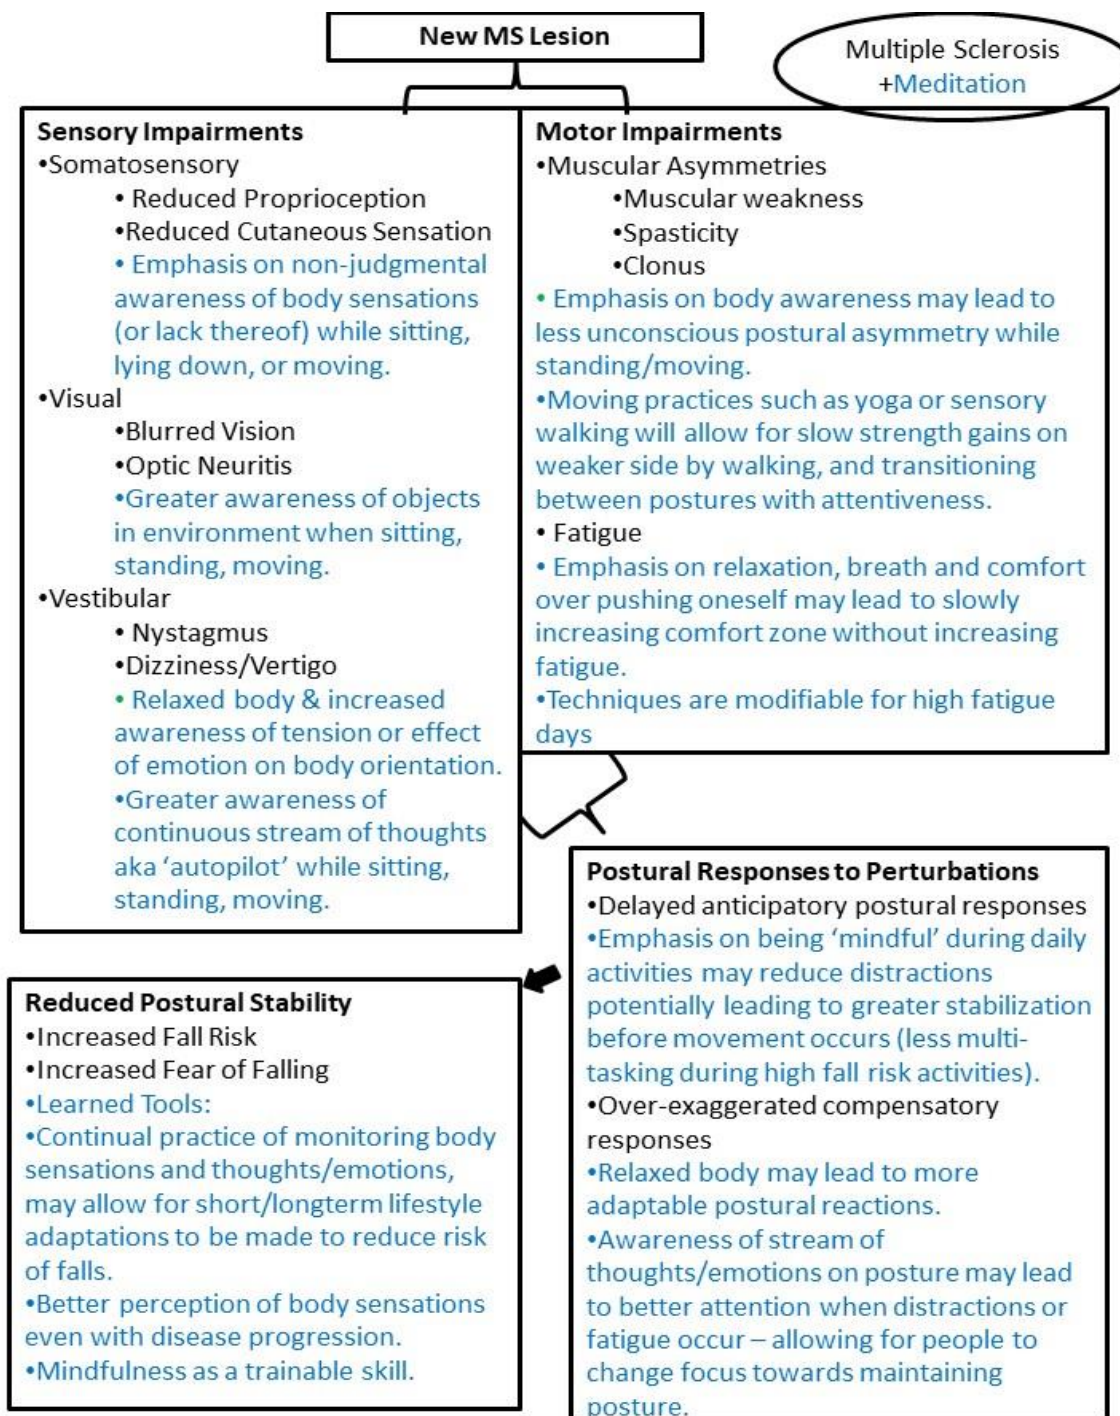 New MS Lesion
Multiple Sclerosis
+Meditation
Sensory Impairments
•Somatosensory
• Reduced Proprioception
•Reduced Cutaneous Sensation
• Emphasis on non-judgmental
awareness of body sensations
(or lack thereof) while sitting,
lying down, or moving.
•Visual
•Blurred Vision
•Optic Neuritis
•Greater awareness of objects
in environment when sitting,
standing, moving.
•Vestibular
• Nystagmus
•Dizziness/Vertigo
• Relaxed body & increased
awareness of tension or effect
of emotion on body orientation.
•Greater awareness of
continuous stream of thoughts
aka ‘autopilot’ while sitting,
standing, moving.
Motor Impairments
•Muscular Asymmetries
•Muscular weakness
•Spasticity
•Clonus
• Emphasis on body awareness may lead to
less unconscious postural asymmetry while
standing/moving.
•Moving practices such as yoga or sensory
walking will allow for slow strength gains on
weaker side by walking, and transitioning
between postures with attentiveness.
• Fatigue
• Emphasis on relaxation, breath and comfort
over pushing oneself may lead to slowly
increasing comfort zone without increasing
fatigue.
•Techniques are modifiable for high fatigue
days
Postural Responses to Perturbations
•Delayed anticipatory postural responses
•Emphasis on being ‘mindful’ during daily
activities may reduce distractions
potentially leading to greater stabilization
before movement occurs (less multi-
tasking during high fall risk activities).
•Over-exaggerated compensatory
responses
•Relaxed body may lead to more
adaptable postural reactions.
•Awareness of stream of
thoughts/emotions on posture may lead
to better attention when distractions or
fatigue occur – allowing for people to
change focus towards maintaining
posture.
Reduced Postural Stability
•Increased Fall Risk
•Increased Fear of Falling
•Learned Tools:
•Continual practice of monitoring body
sensations and thoughts/emotions,
may allow for short/longterm lifestyle
adaptations to be made to reduce risk
of falls.
•Better perception of body sensations
even with disease progression.
•Mindfulness as a trainable skill.